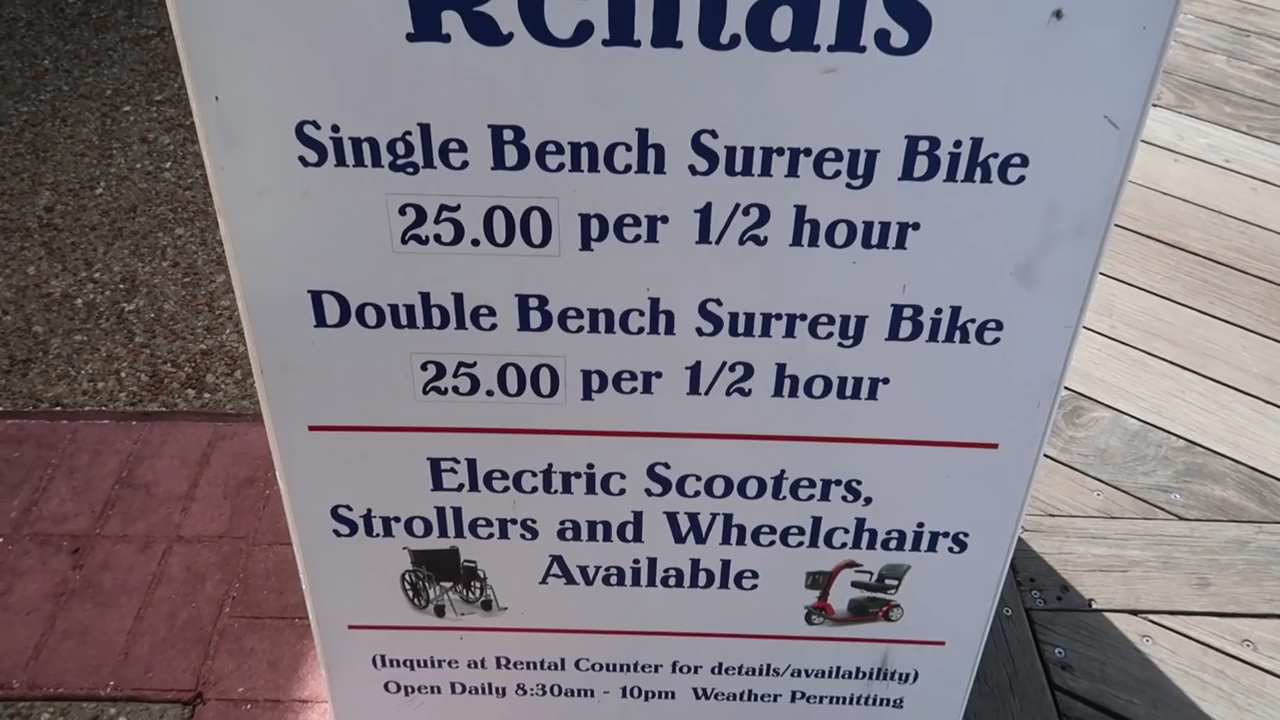 Rentals
Single Bench Surrey Bike
25.00 per 1/2 hour
Double Bench Surrey Bike
25.00 per 1/2 hour
Electric Scooters,
Strollers and Wheelchairs
Available
(Inquire at Rental Counter for details/availability)
Open Daily 8:30am - 10pm Weather Permitting